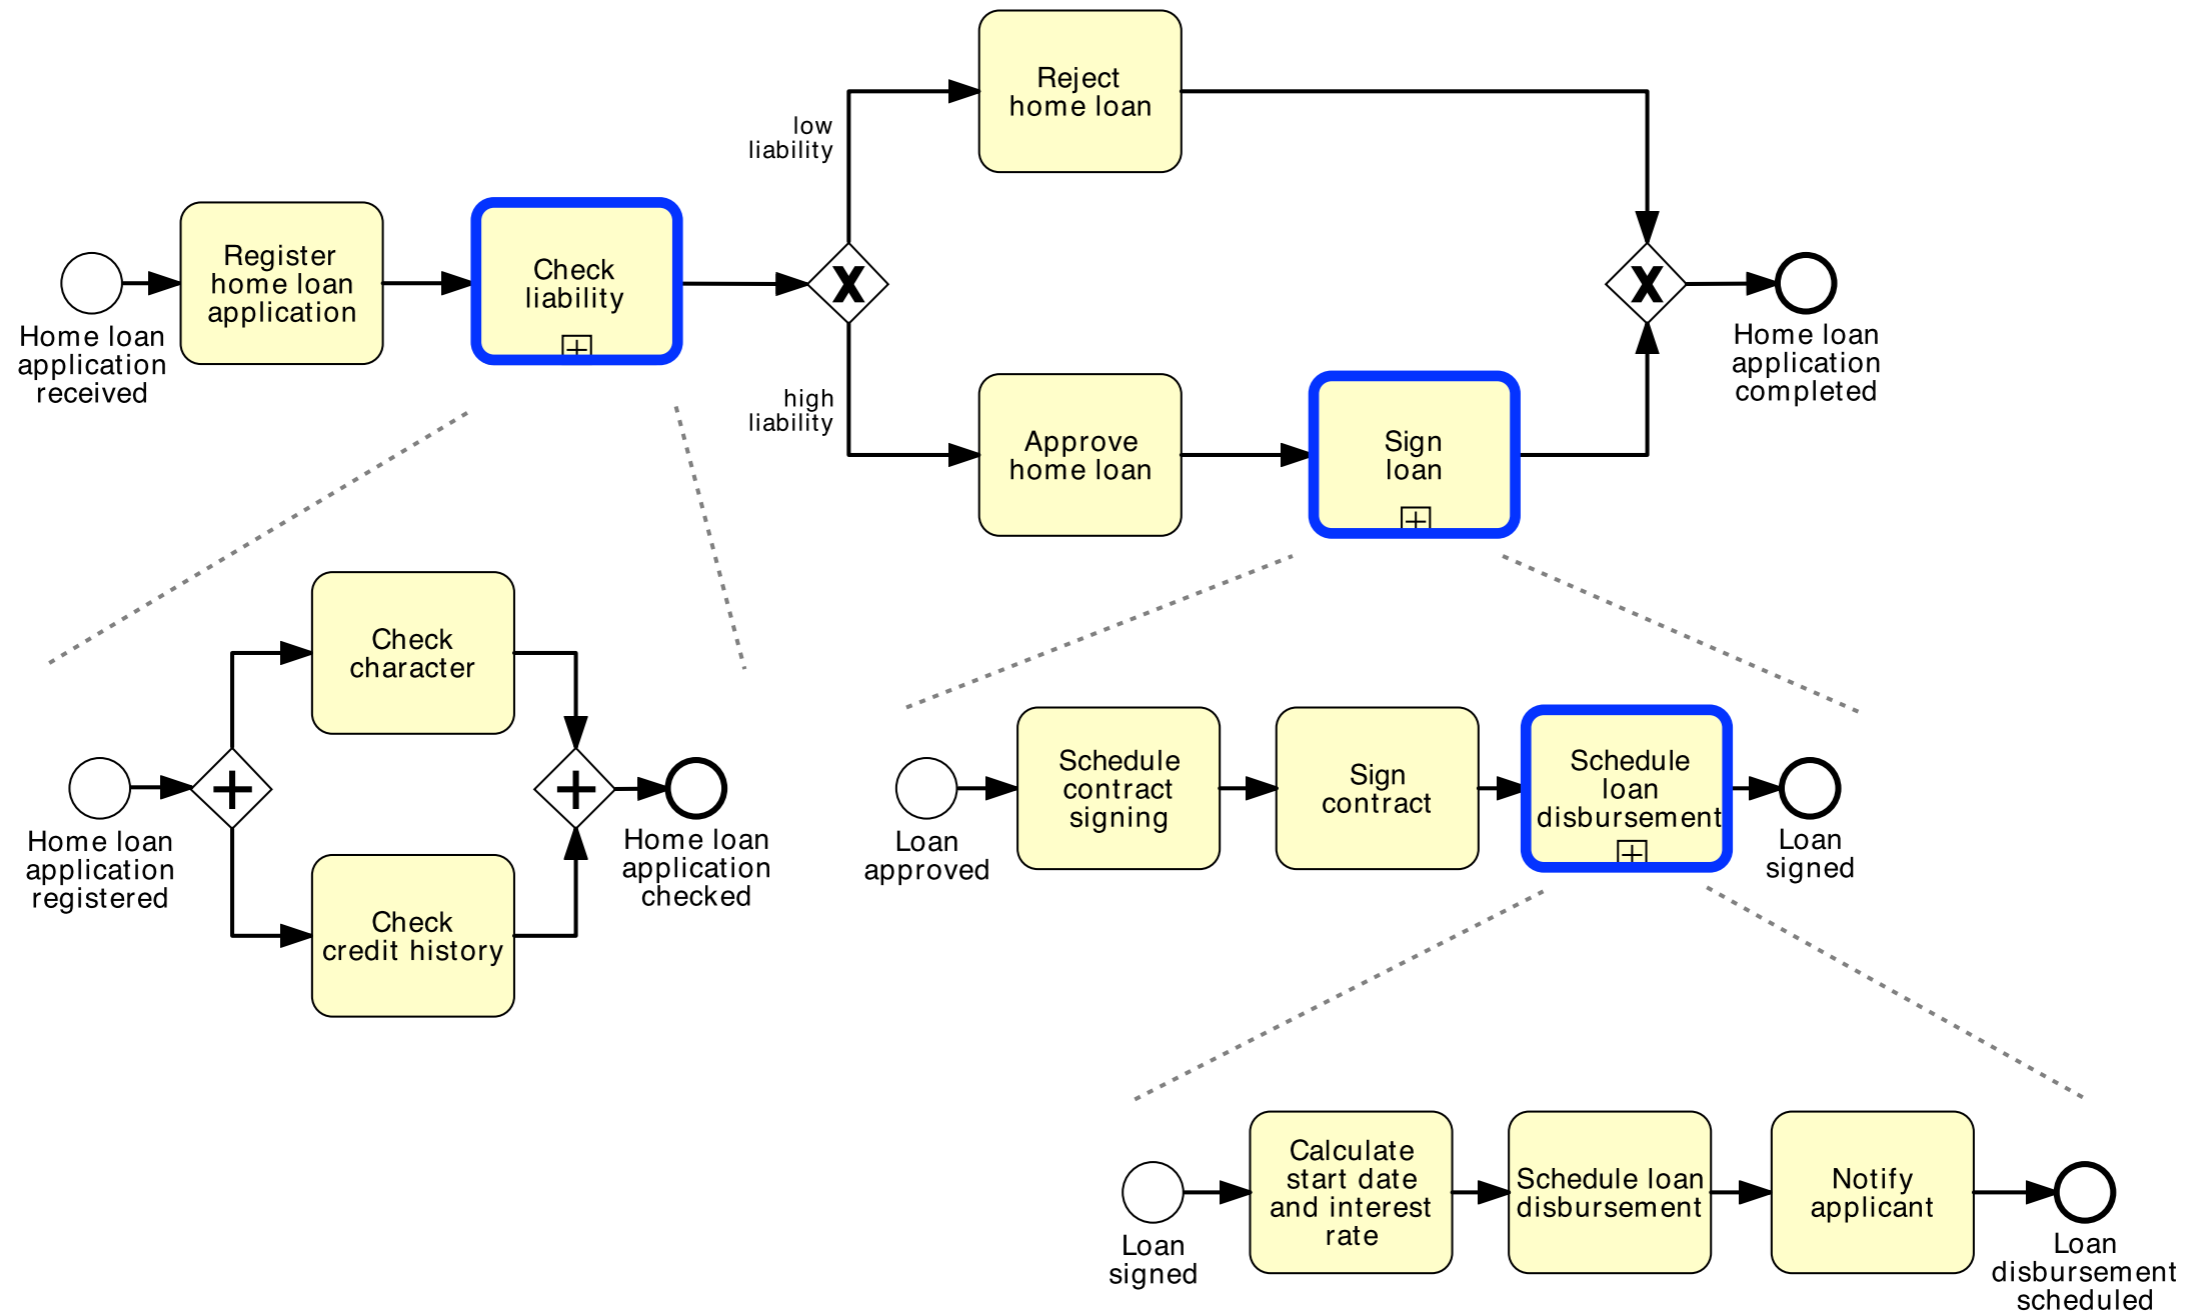 Reject
home loan
low
liability
Register
home loan
application
Check
liability
X
X
Home loan
application
received
Home loan
application
completed
high
liability
Approve
home loan
Sign
loan
Check
character
Home loan
application
registered
Home loan
application
checked
Check
credit history
Schedule
contract
signing
Sign
contract
Schedule
loan
disbursement
Loan
approved
Loan
signed
Calculate
start date
and interest
rate
Schedule loan
disbursement
Notify
applicant
Loan
signed
Loan
disbursement
scheduled